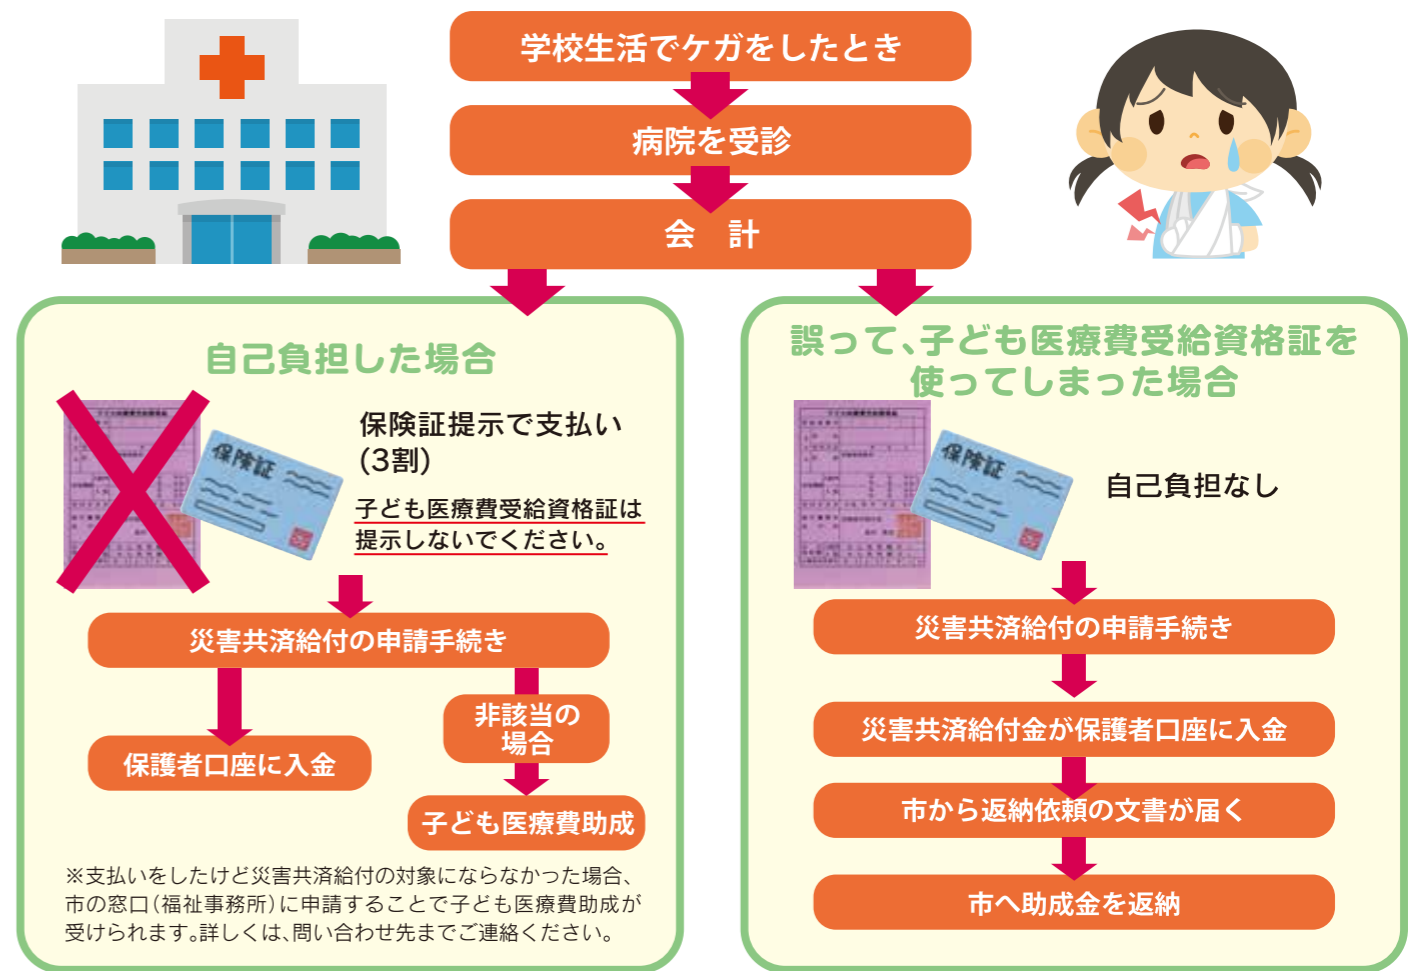 学校生活でケガをしたとき
病院を受診
会　計
自己負担した場合
保険証
保険証提示で支払い
(3割)
子ども医療費受給資格証は
提示しないでください。
災害共済給付の申請手続き
保護者口座に入金
非該当の
場合
子ども医療費助成
※支払いをしたけど災害共済給付の対象にならなかった場合、
市の窓口(福祉事務所)に申請することで子ども医療費助成が
受けられます。詳しくは、問い合わせ先までご連絡ください。
誤って、子ども医療費受給資格証を
使ってしまった場合
保険証
自己負担なし
災害共済給付の申請手続き
災害共済給付金が保護者口座に入金
市から返納依頼の文書が届く
市へ助成金を返納